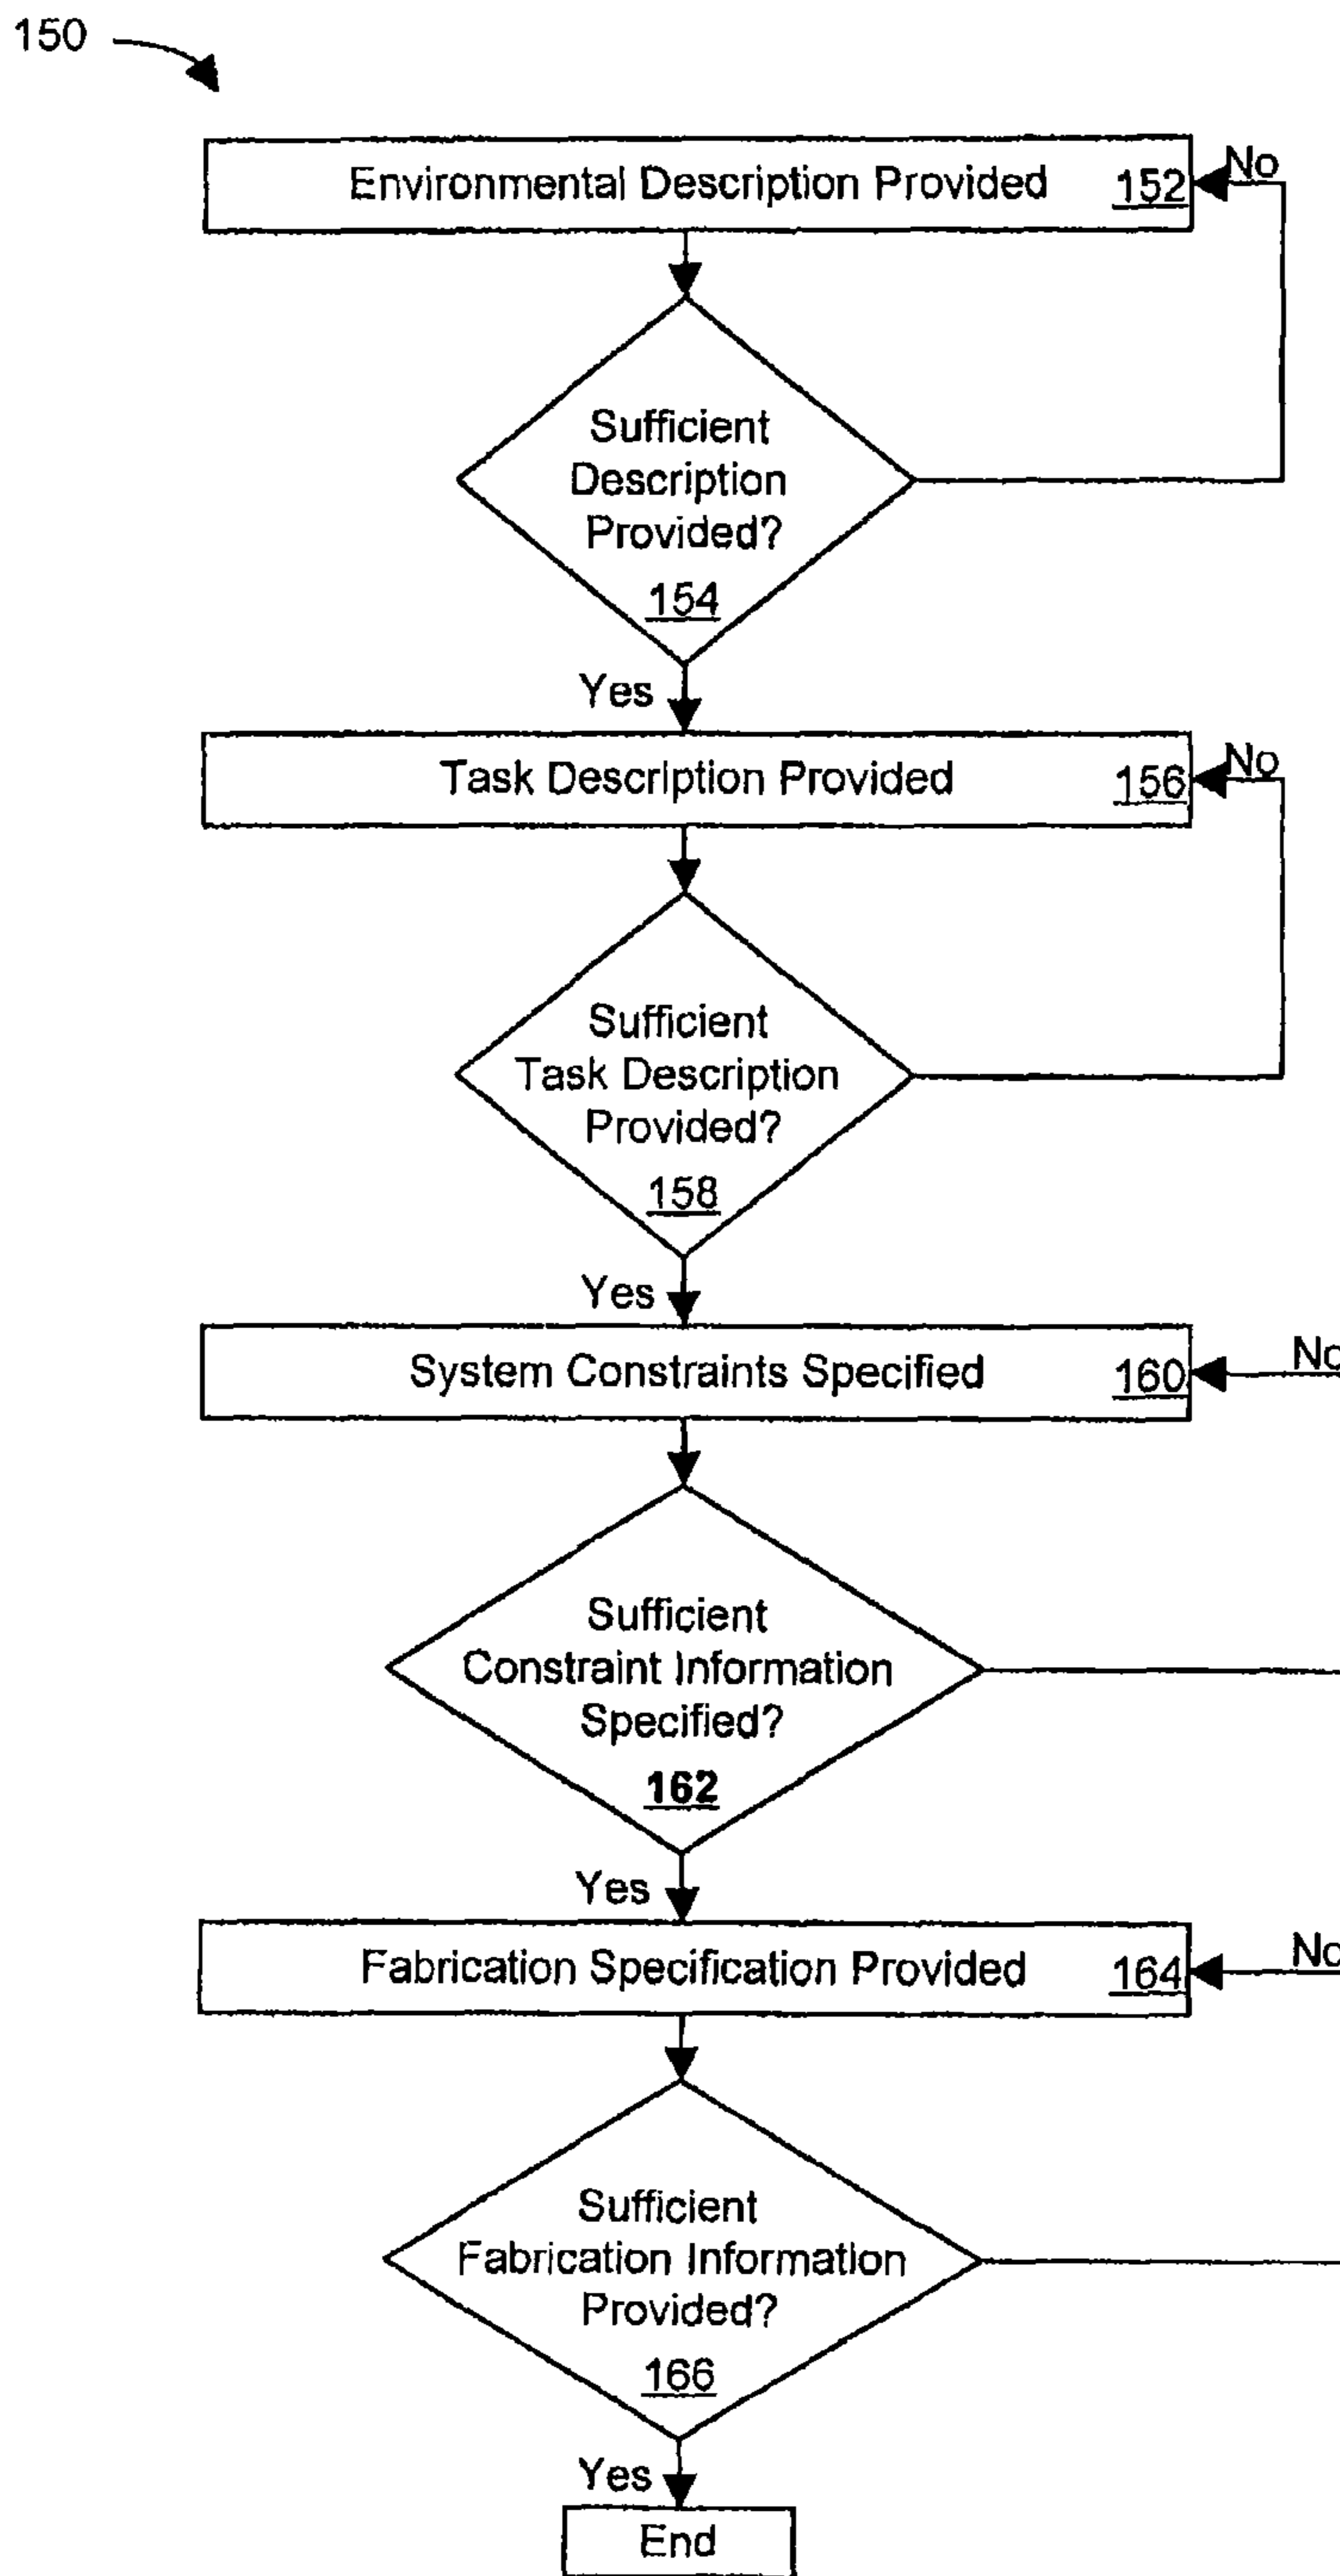 150
Environmental Description Provided 152
No
Sufficient
Description
Provided?
154
Yes
Task Description Provided 156
No
Sufficient
Task Description
Provided?
158
Yes
System Constraints Specified 160
No
Sufficient
Constraint Information
Specified?
162
Yes
Fabrication Specification Provided 164
No
Sufficient
Fabrication Information
Provided?
166
Yes
End